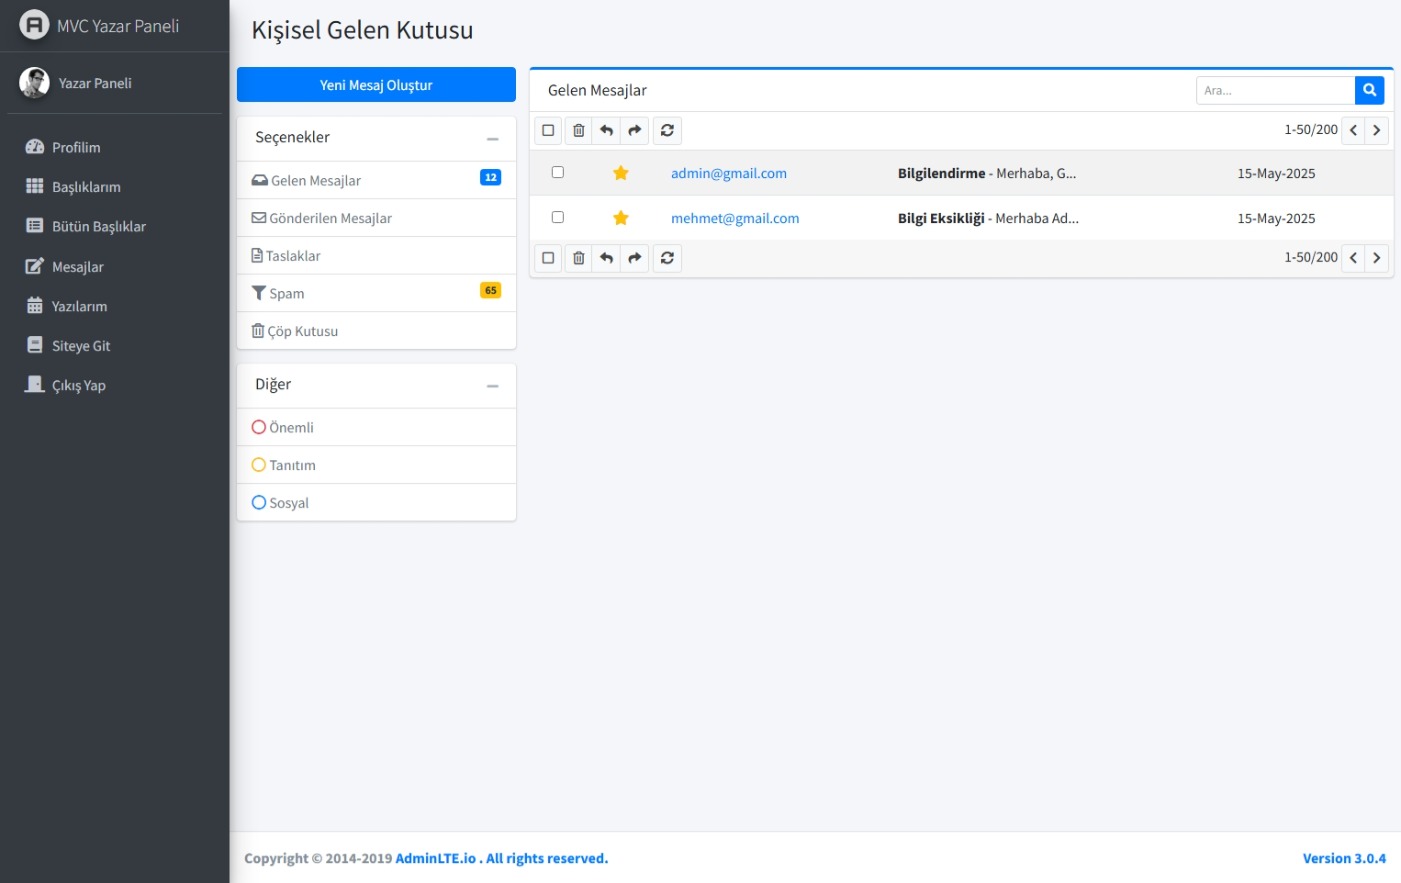 MVC Yazar Paneli
Yazar Paneli
Profilim
Başlıklarım
Bütün Başlıklar
Mesajlar
Yazılarım
Siteye Git
Çıkış Yap
Kişisel Gelen Kutusu
Yeni Mesaj Oluştur
Seçenekler
Gelen Mesajlar 12
Gönderilen Mesajlar
Taslaklar
Spam 65
Çöp Kutusu
Diğer
Önemli
Tanıtım
Sosyal
Gelen Mesajlar
Ara...
1-50/200
admin@gmail.com Bilgilendirme - Merhaba, G... 15-May-2025
mehmet@gmail.com Bilgi Eksikliği - Merhaba Ad... 15-May-2025
1-50/200
Copyright © 2014-2019 AdminLTE.io . All rights reserved.
Version 3.0.4